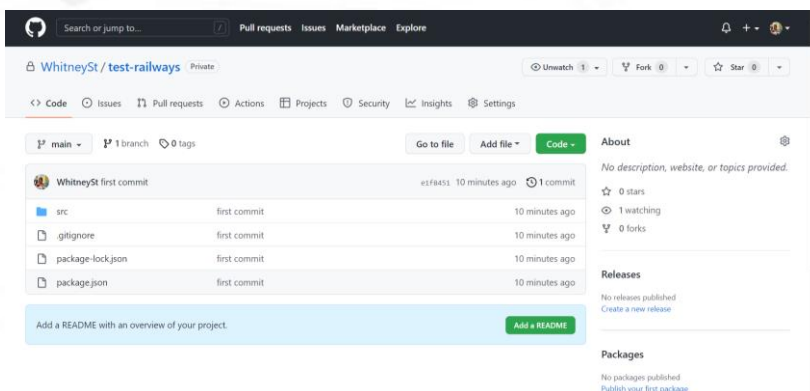 Search or jump to... / Pull requests Issues Marketplace Explore
WhitneySt / test-railways Private
Unwatch 1 Fork 0 Star 0
Code Issues Pull requests Actions Projects Security Insights Settings
main 1 branch 0 tags Go to file Add file Code
WhitneySt first commit e1f8451 10 minutes ago 1 commit
src first commit 10 minutes ago
.gitignore first commit 10 minutes ago
package-lock.json first commit 10 minutes ago
package.json first commit 10 minutes ago
Add a README with an overview of your project. Add a README
About
No description, website, or topics provided.
0 stars
1 watching
0 forks
Releases
No releases published
Create a new release
Packages
No packages published
Publish your first package